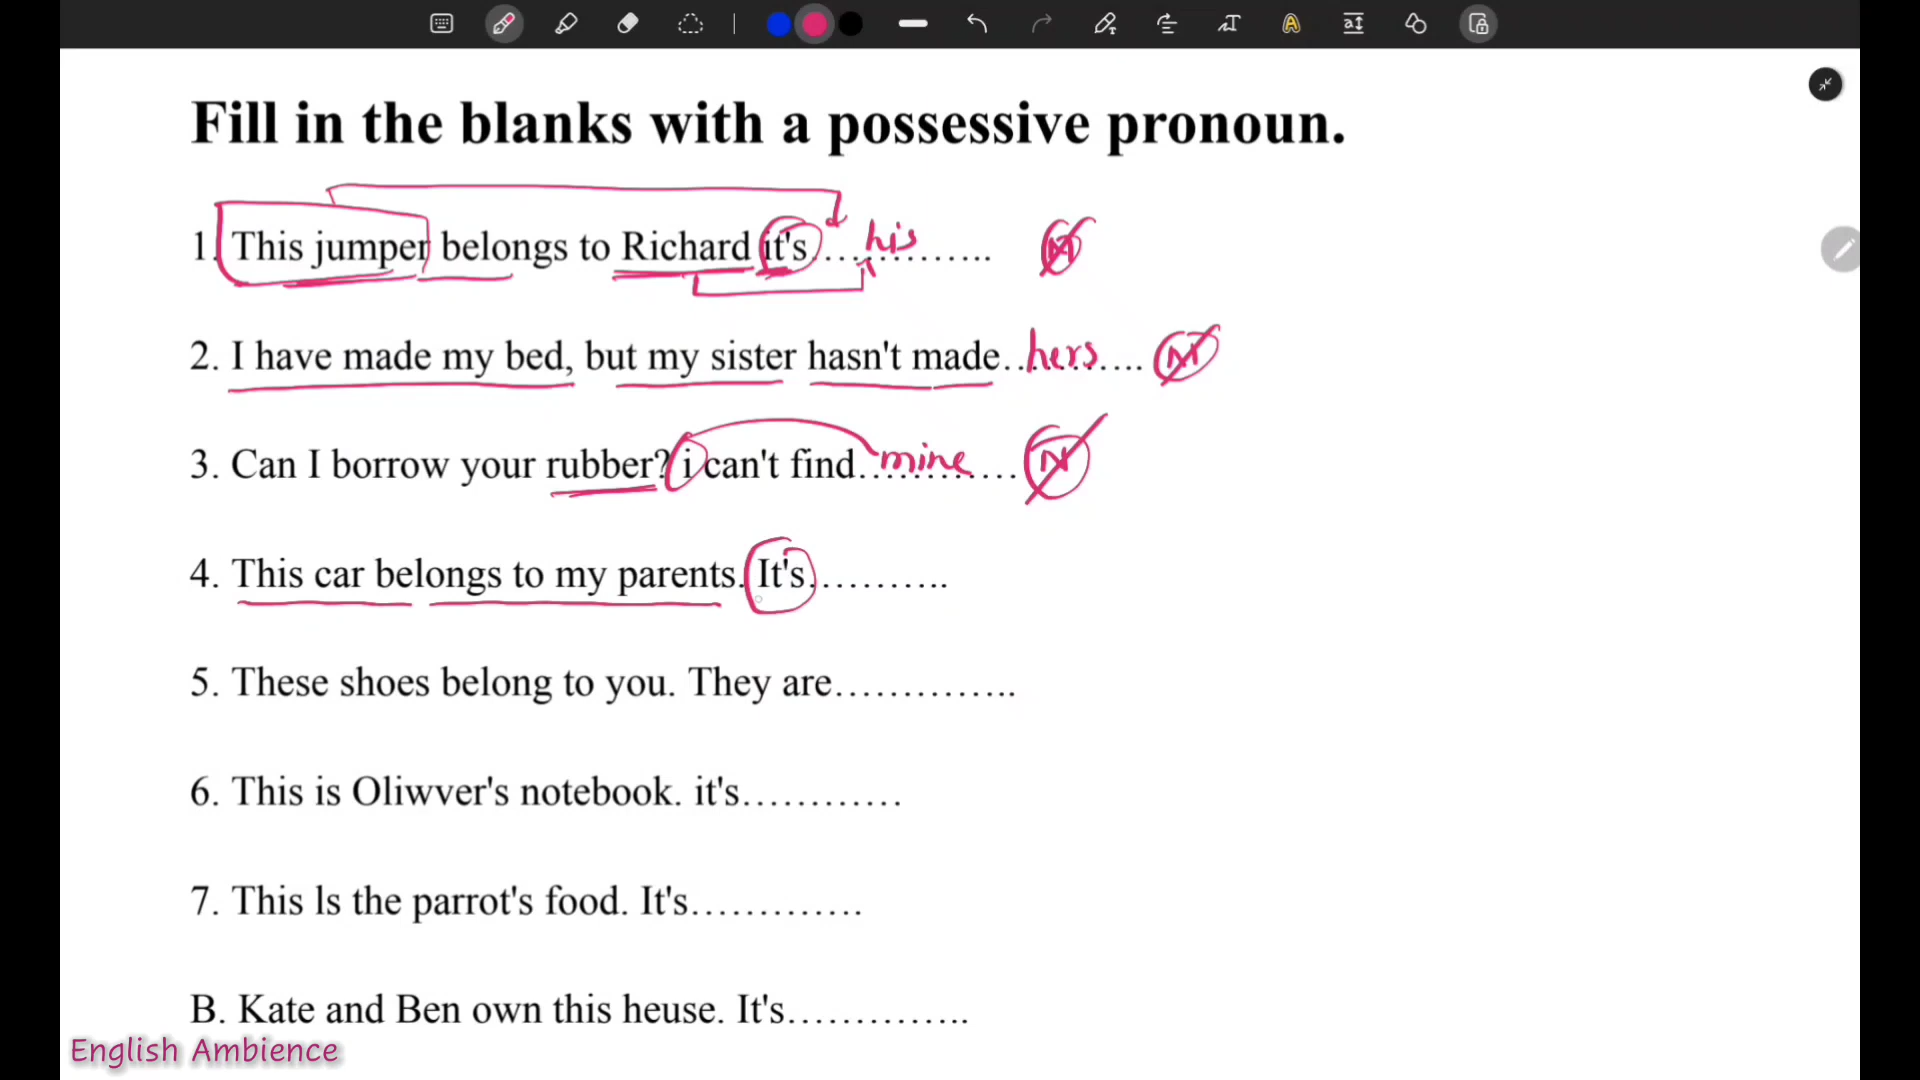 Fill in the blanks with a possessive pronoun.
1. This jumper belongs to Richard it's....his..........
2. I have made my bed, but my sister hasn't made..hers....
3. Can I borrow your rubber? i can't find..mine....
4. This car belongs to my parents. It's...........
5. These shoes belong to you. They are..............
6. This is Oliwver's notebook. it's............
7. This ls the parrot's food. It's.............
B. Kate and Ben own this heuse. It's..............
English Ambience